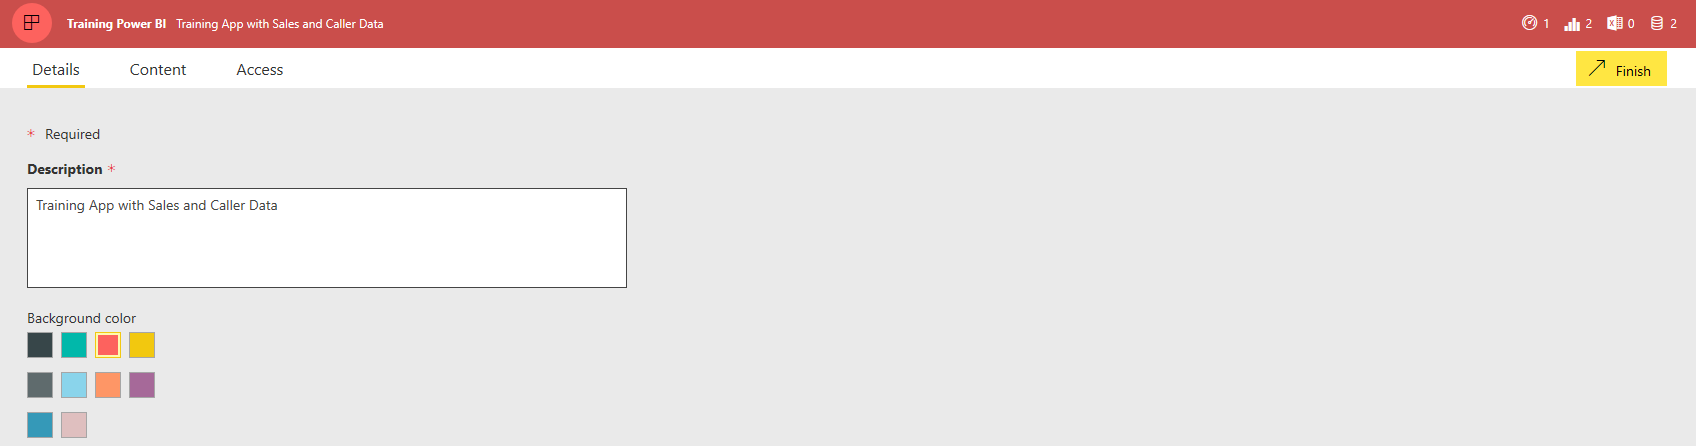 Training Power BI Training App with Sales and Caller Data 1 2 0 2
Details Content Access Finish
* Required
Description *
Training App with Sales and Caller Data
Background color